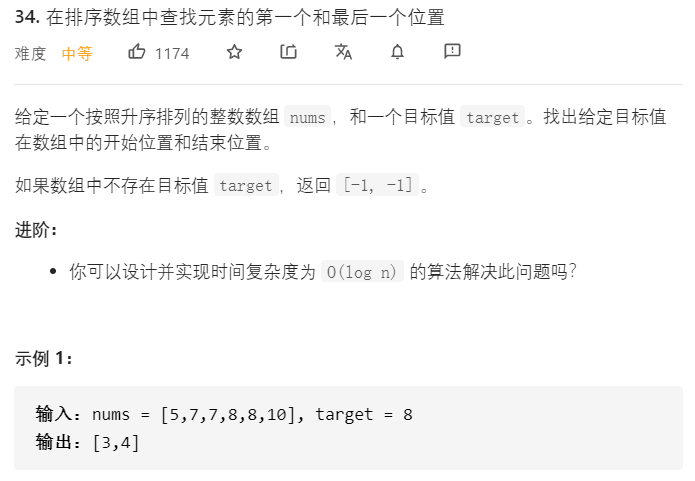 34. 在排序数组中查找元素的第一个和最后一个位置
难度 中等 1174
给定一个按照升序排列的整数数组 nums，和一个目标值 target。找出给定目标值
在数组中的开始位置和结束位置。
如果数组中不存在目标值 target，返回 [-1, -1]。
进阶：
• 你可以设计并实现时间复杂度为 O(log n) 的算法解决此问题吗？
示例 1：
输入：nums = [5,7,7,8,8,10], target = 8
输出：[3,4]